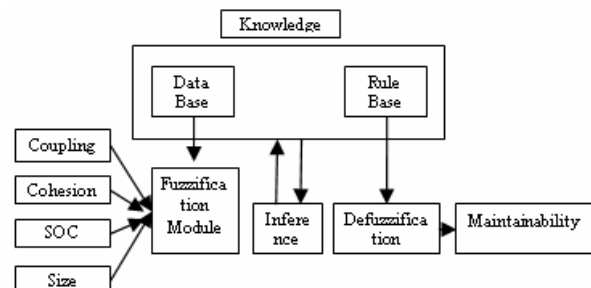 Knowledge
Data
Base
Rule
Base
Coupling
Cohesion
SOC
Size
Fuzzifica
tion
Module
Infere
nce
Defuzzifica
tion
Maintainability